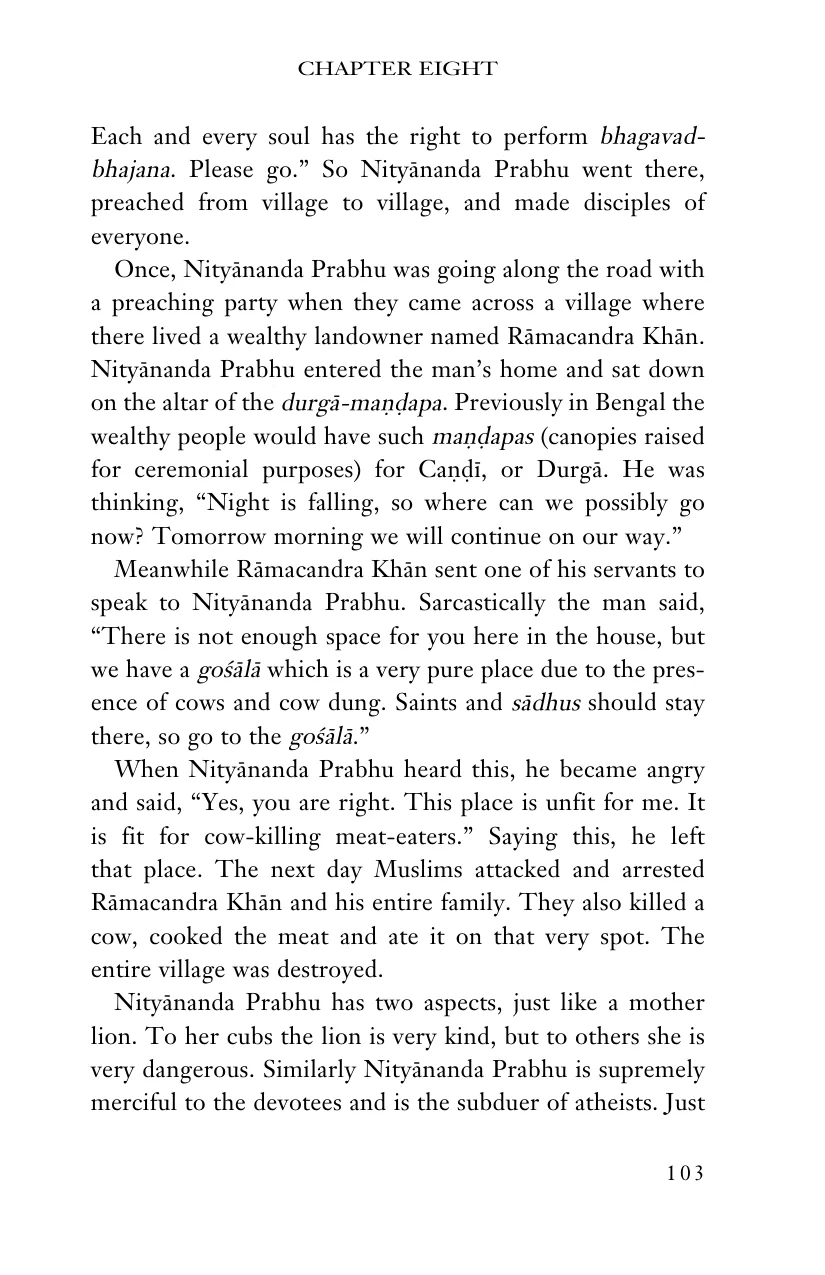 CHAPTER EIGHT
Each and every soul has the right to perform bhagavad-
bhajana. Please go.” So Nityānanda Prabhu went there,
preached from village to village, and made disciples of
everyone.
Once, Nityānanda Prabhu was going along the road with
a preaching party when they came across a village where
there lived a wealthy landowner named Rāmacandra Khān.
Nityānanda Prabhu entered the man’s home and sat down
on the altar of the durgā-maṇḍapa. Previously in Bengal the
wealthy people would have such maṇḍapas (canopies raised
for ceremonial purposes) for Caṇḍī, or Durgā. He was
thinking, “Night is falling, so where can we possibly go
now? Tomorrow morning we will continue on our way.”
Meanwhile Rāmacandra Khān sent one of his servants to
speak to Nityānanda Prabhu. Sarcastically the man said,
“There is not enough space for you here in the house, but
we have a gośālā which is a very pure place due to the pres-
ence of cows and cow dung. Saints and sādhus should stay
there, so go to the gośālā.”
When Nityānanda Prabhu heard this, he became angry
and said, “Yes, you are right. This place is unfit for me. It
is fit for cow-killing meat-eaters.” Saying this, he left
that place. The next day Muslims attacked and arrested
Rāmacandra Khān and his entire family. They also killed a
cow, cooked the meat and ate it on that very spot. The
entire village was destroyed.
Nityānanda Prabhu has two aspects, just like a mother
lion. To her cubs the lion is very kind, but to others she is
very dangerous. Similarly Nityānanda Prabhu is supremely
merciful to the devotees and is the subduer of atheists. Just
103